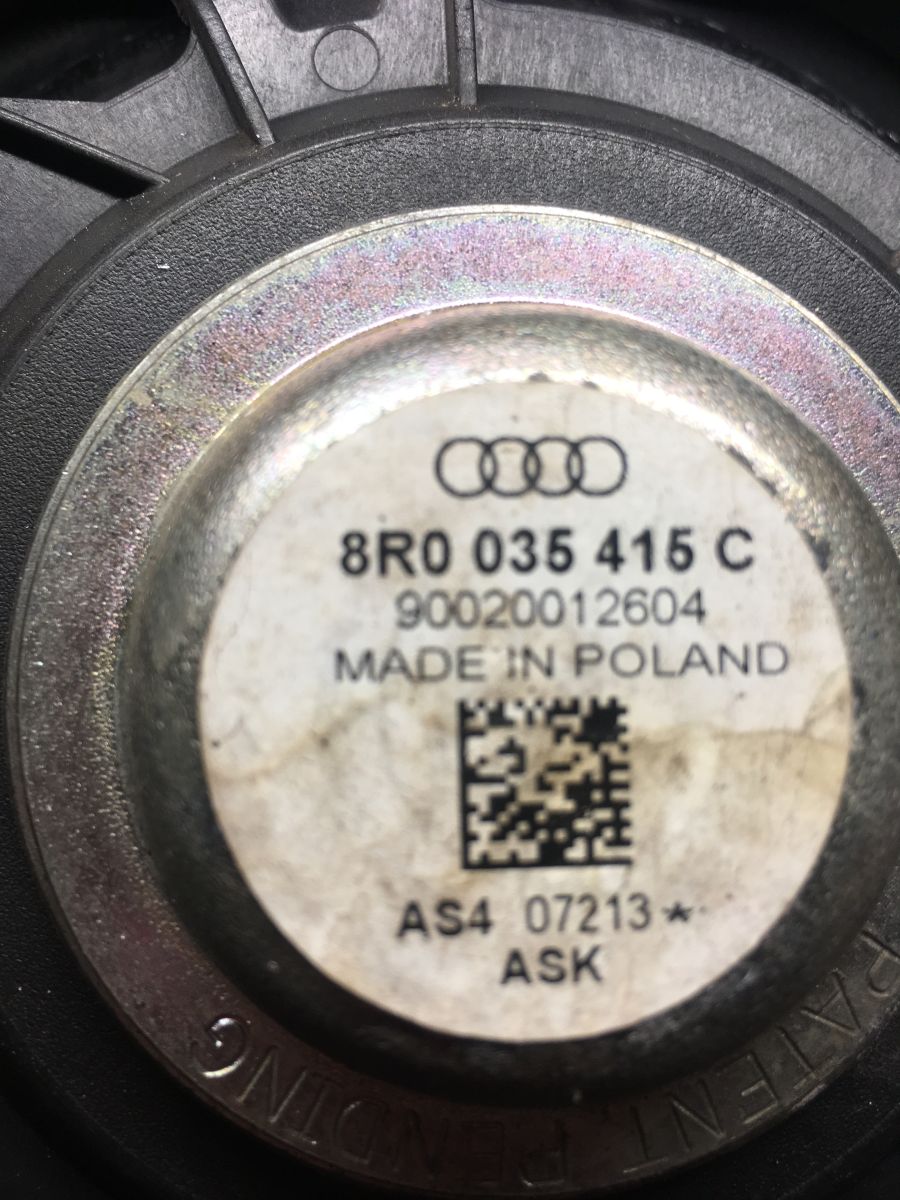 8R0 035 415 C
90020012604
MADE IN POLAND
AS4 07213*
ASK
PATENT PENDING